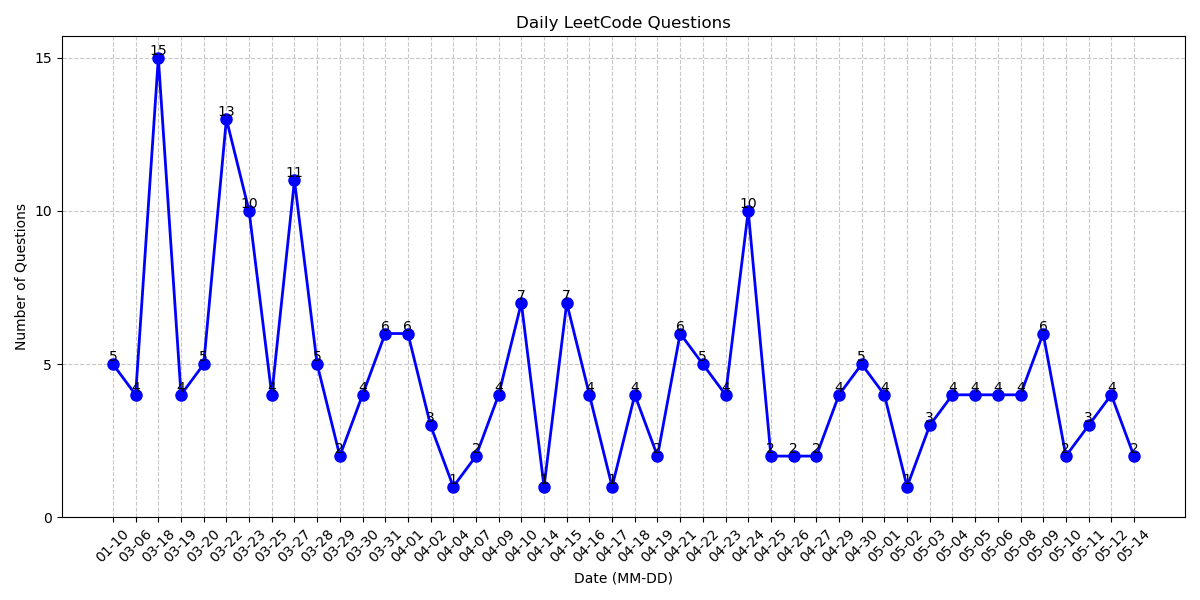 Daily LeetCode Questions
Number of Questions
15
10
5
0
5 4 15 4 5 13 10 4 11 5 2 4 6 6 3 1 2 4 7 1 7 4 1 4 2 6 5 4 10 2 2 2 4 5 4 1 3 4 4 4 4 6 2 3 4 2
01-10 03-06 03-18 03-19 03-20 03-22 03-23 03-25 03-27 03-28 03-29 03-30 03-31 04-01 04-02 04-04 04-07 04-09 04-10 04-14 04-15 04-16 04-17 04-18 04-19 04-21 04-22 04-23 04-24 04-25 04-26 04-27 04-29 04-30 05-01 05-02 05-03 05-04 05-05 05-06 05-08 05-09 05-10 05-11 05-12 05-14
Date (MM-DD)